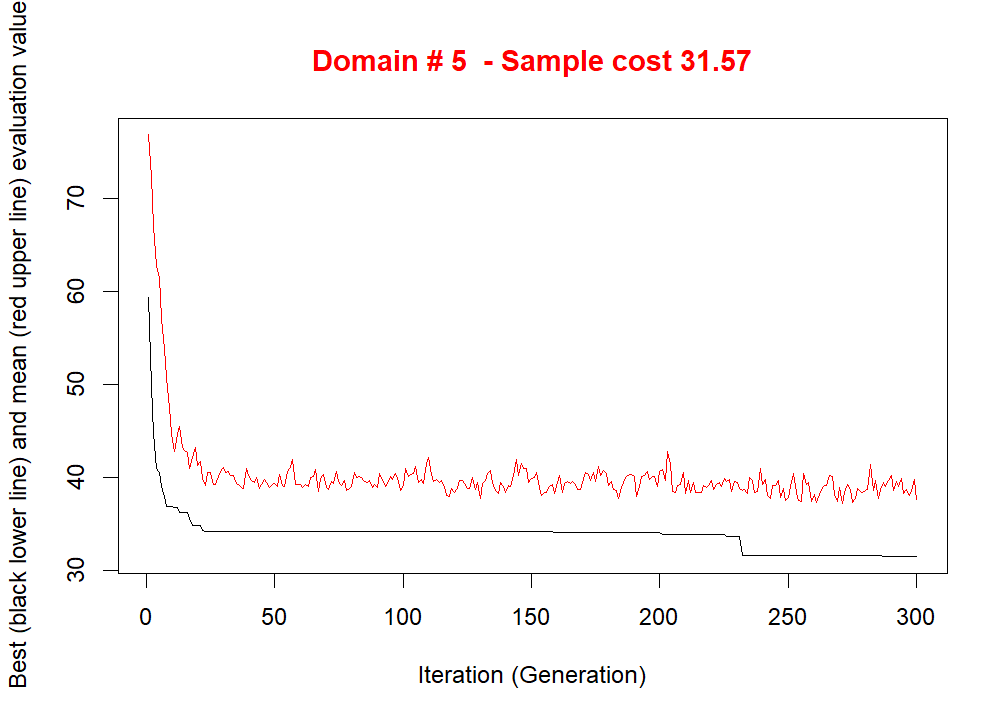 Domain # 5  - Sample cost 31.57
Best (black lower line) and mean (red upper line) evaluation value
70
60
50
40
30
0 50 100 150 200 250 300
Iteration (Generation)